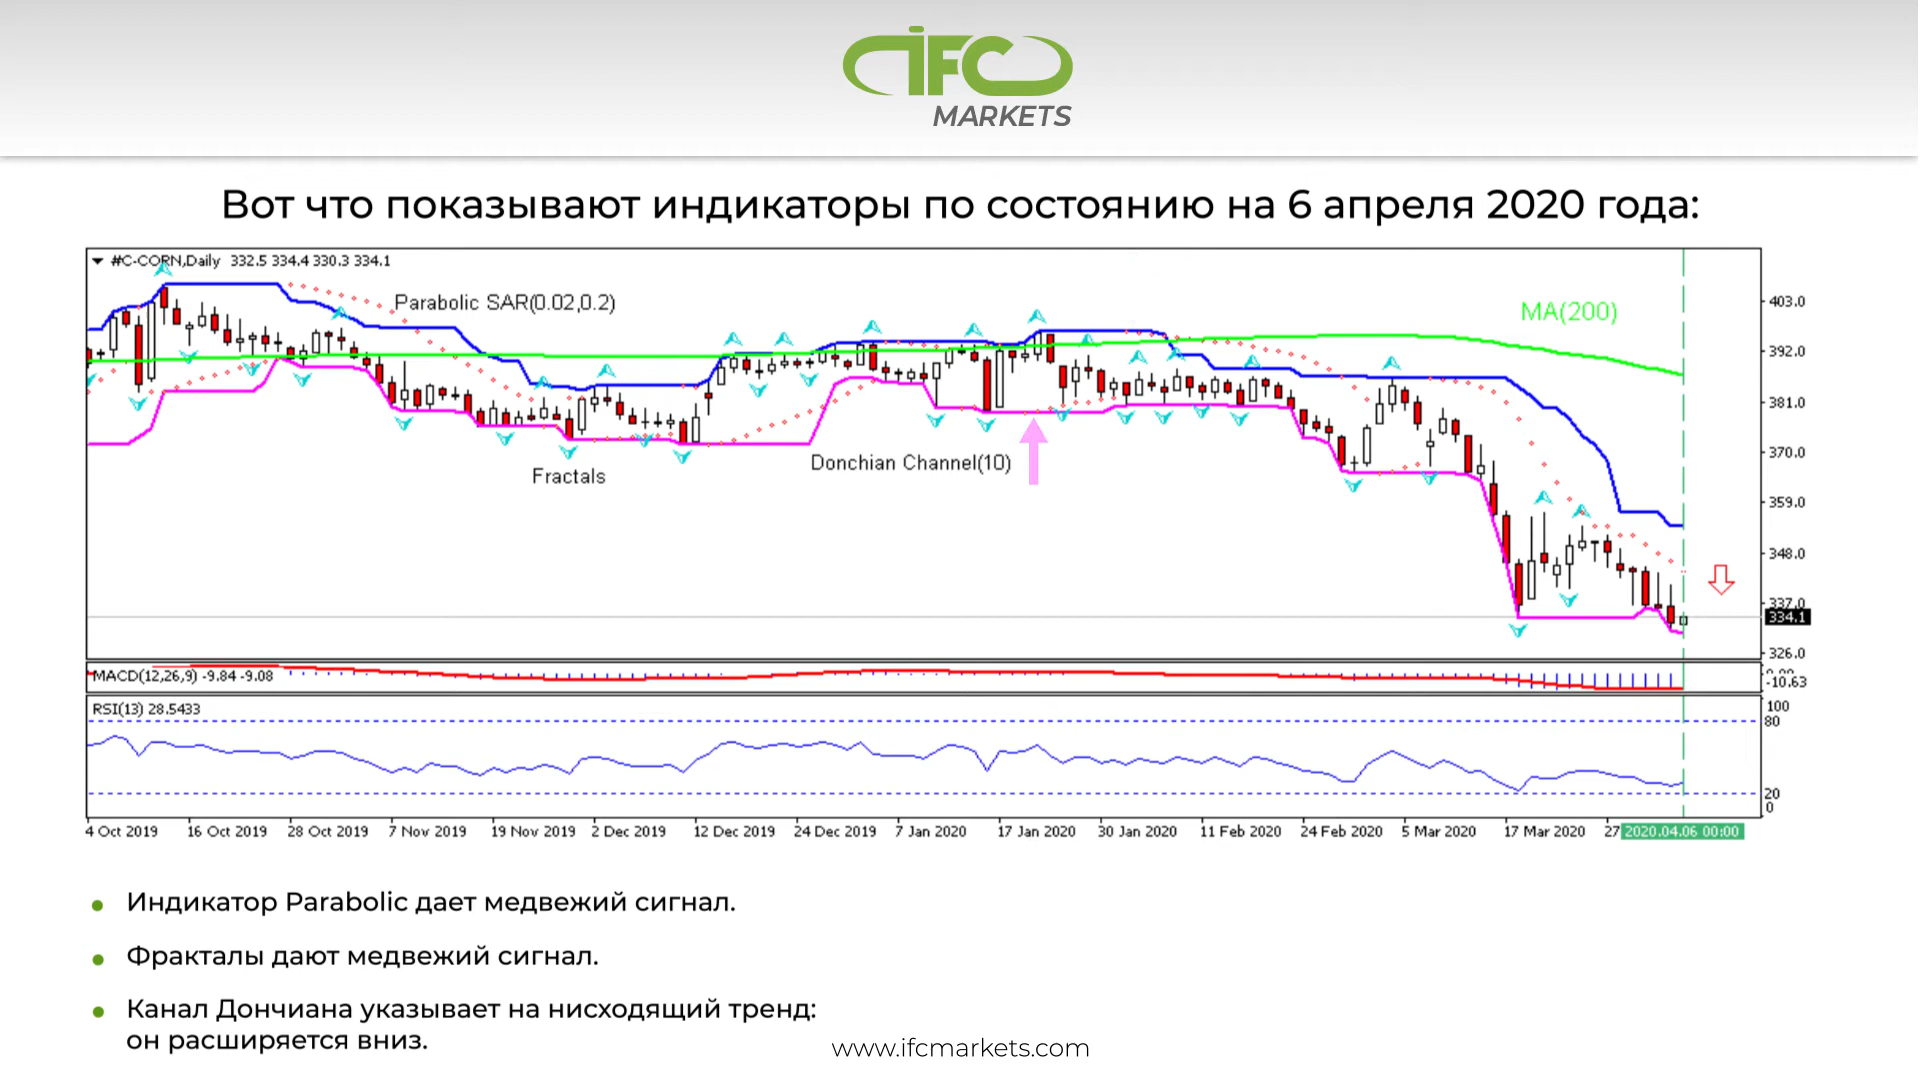 iFC
MARKETS
Вот что показывают индикаторы по состоянию на 6 апреля 2020 года:
#C-CORN,Daily 332.5 334.4 330.3 334.1
Parabolic SAR(0.02,0.2)
MA(200)
Donchian Channel(10)
Fractals
403.0
392.0
381.0
370.0
359.0
348.0
337.0
334.1
326.0
MACD(12,26,9) -9.84 -9.08
-10.63
RSI(13) 28.5433
100
80
20
0
4 Oct 2019 16 Oct 2019 28 Oct 2019 7 Nov 2019 19 Nov 2019 2 Dec 2019 12 Dec 2019 24 Dec 2019 7 Jan 2020 17 Jan 2020 30 Jan 2020 11 Feb 2020 24 Feb 2020 5 Mar 2020 17 Mar 2020 27 2020.04.06 00:00
Индикатор Parabolic дает медвежий сигнал.
Фракталы дают медвежий сигнал.
Канал Дончиана указывает на нисходящий тренд:
он расширяется вниз.
www.ifcmarkets.com